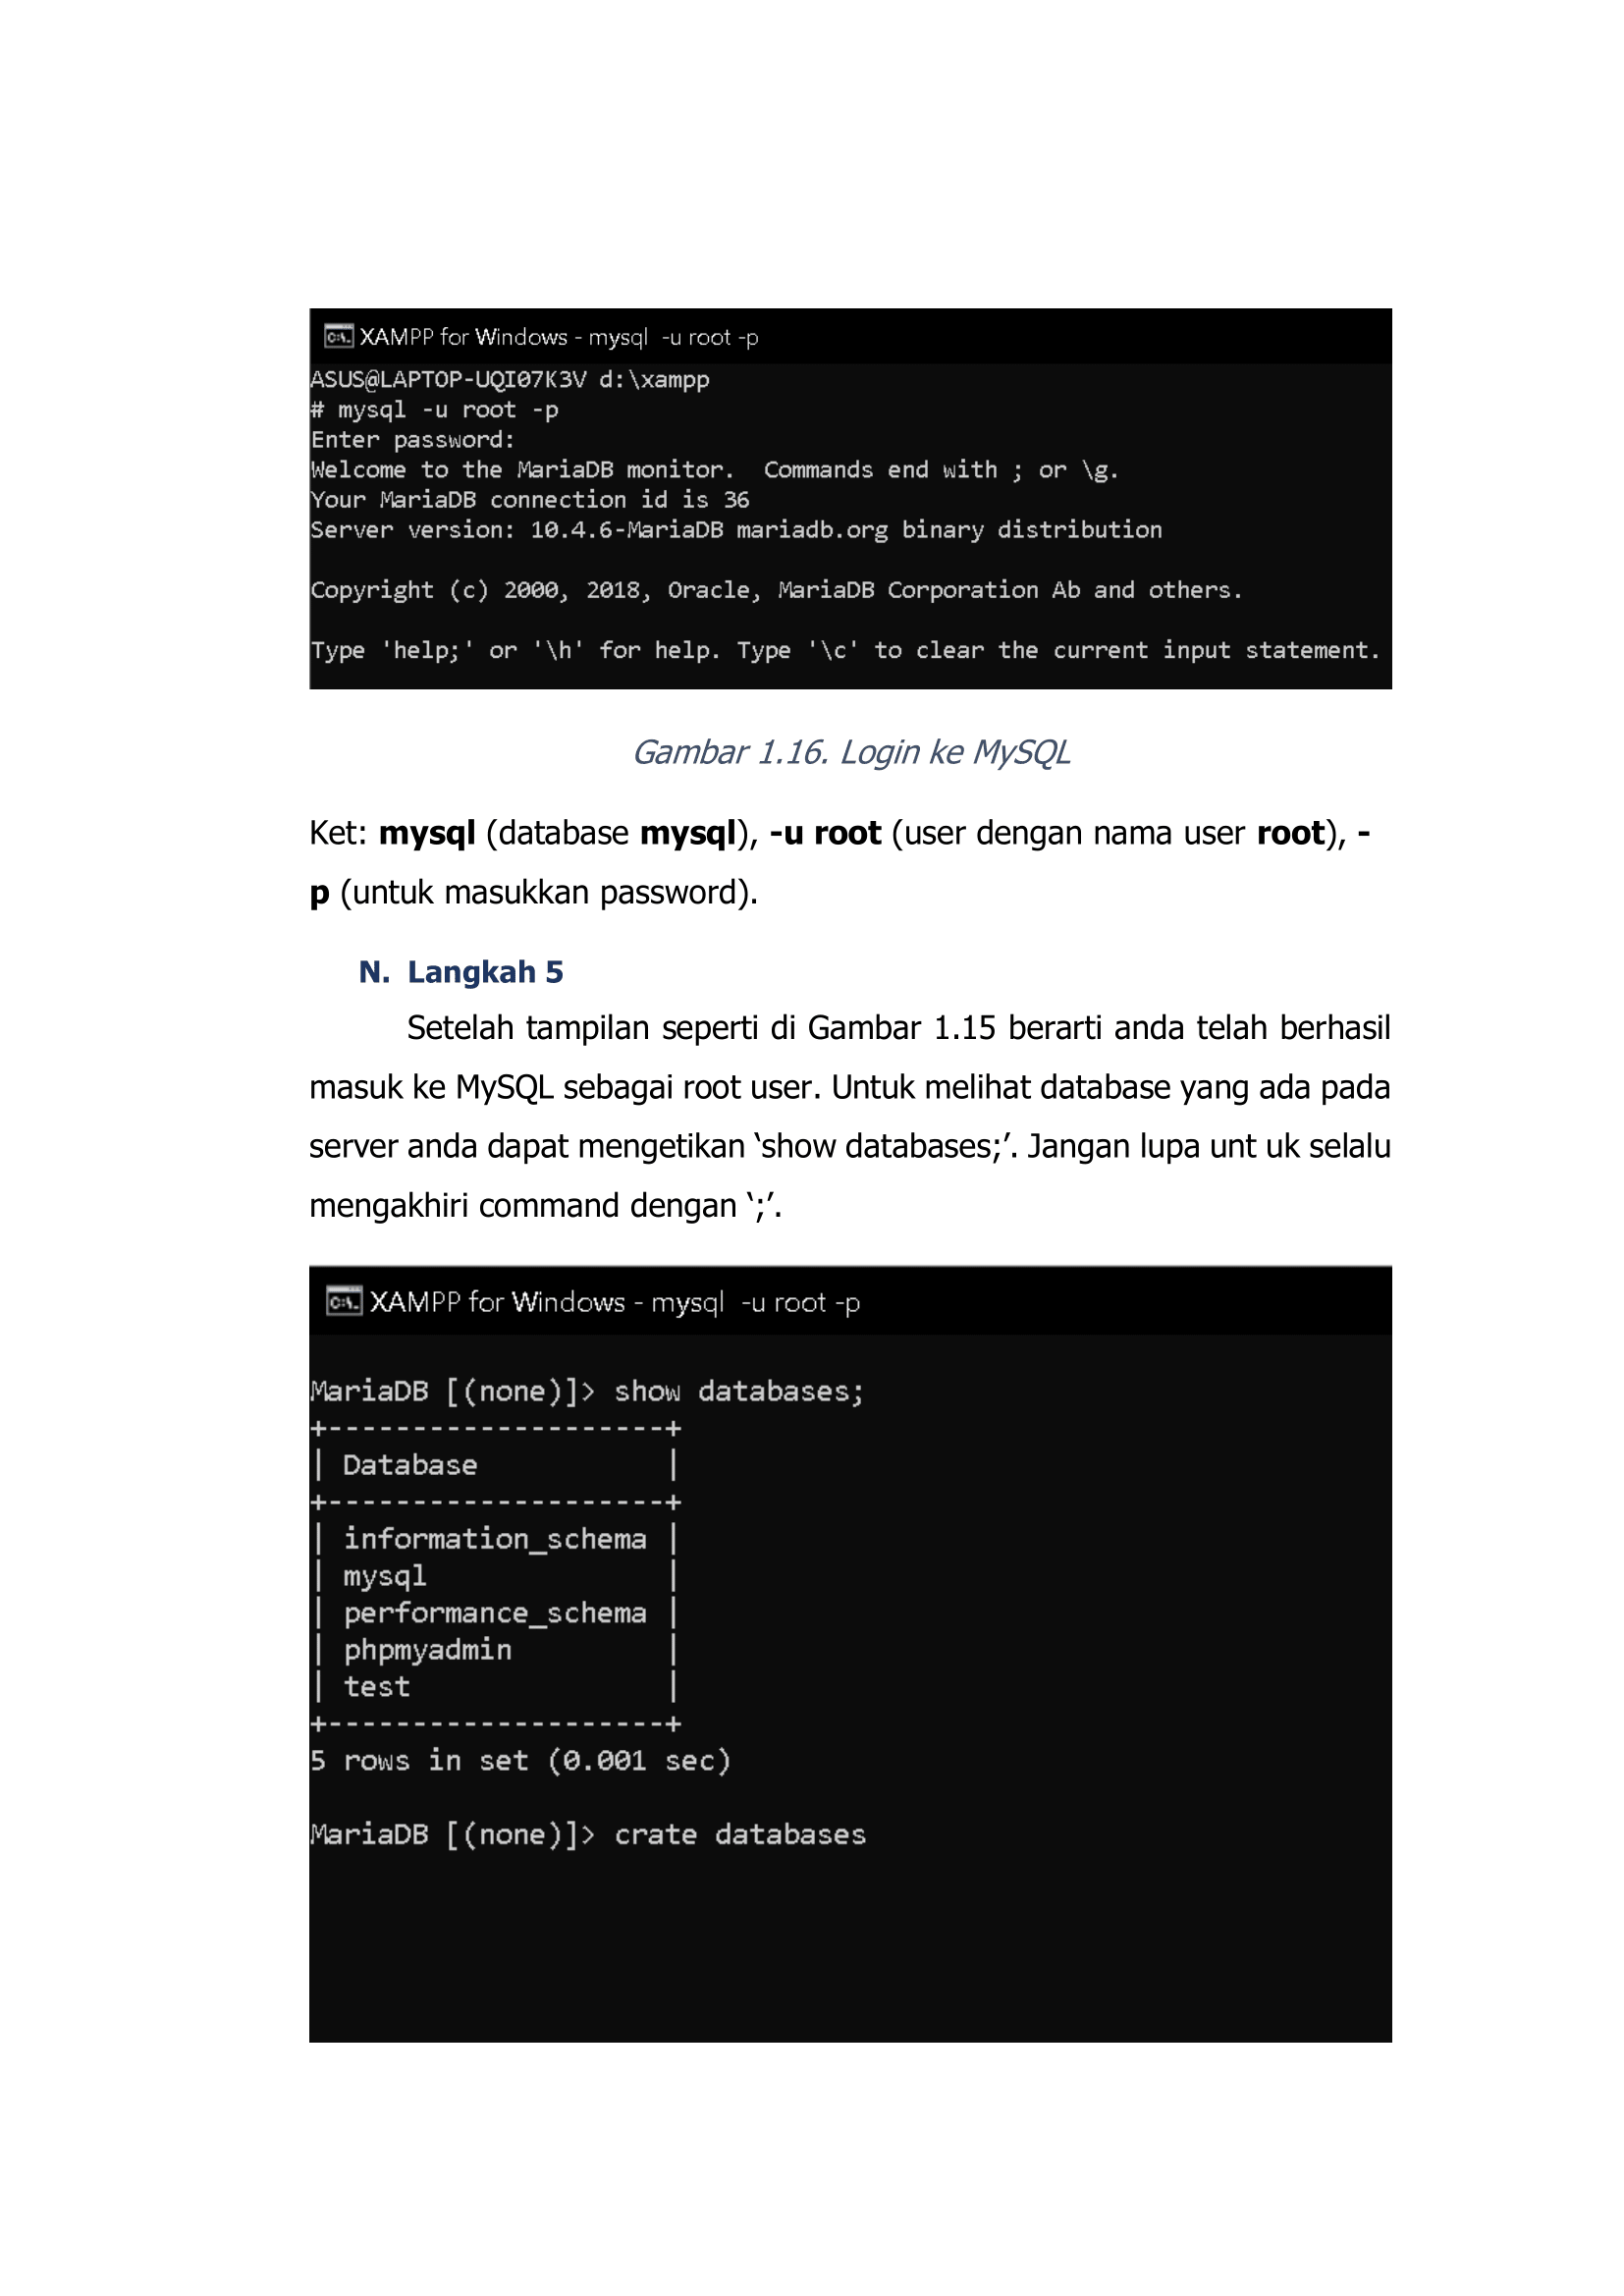 XAMPP for Windows - mysql  -u root -p
ASUS@LAPTOP-UQI07K3V d:\xampp
# mysql -u root -p
Enter password:
Welcome to the MariaDB monitor.  Commands end with ; or \g.
Your MariaDB connection id is 36
Server version: 10.4.6-MariaDB mariadb.org binary distribution
Copyright (c) 2000, 2018, Oracle, MariaDB Corporation Ab and others.
Type 'help;' or '\h' for help. Type '\c' to clear the current input statement.
Gambar 1.16. Login ke MySQL
Ket: mysql (database mysql), -u root (user dengan nama user root), -
p (untuk masukkan password).
N. Langkah 5
Setelah tampilan seperti di Gambar 1.15 berarti anda telah berhasil
masuk ke MySQL sebagai root user. Untuk melihat database yang ada pada
server anda dapat mengetikan ‘show databases;’. Jangan lupa unt uk selalu
mengakhiri command dengan ‘;’.
XAMPP for Windows - mysql  -u root -p
MariaDB [(none)]> show databases;
+--------------------+
| Database           |
+--------------------+
| information_schema |
| mysql              |
| performance_schema |
| phpmyadmin         |
| test               |
+--------------------+
5 rows in set (0.001 sec)
MariaDB [(none)]> crate databases